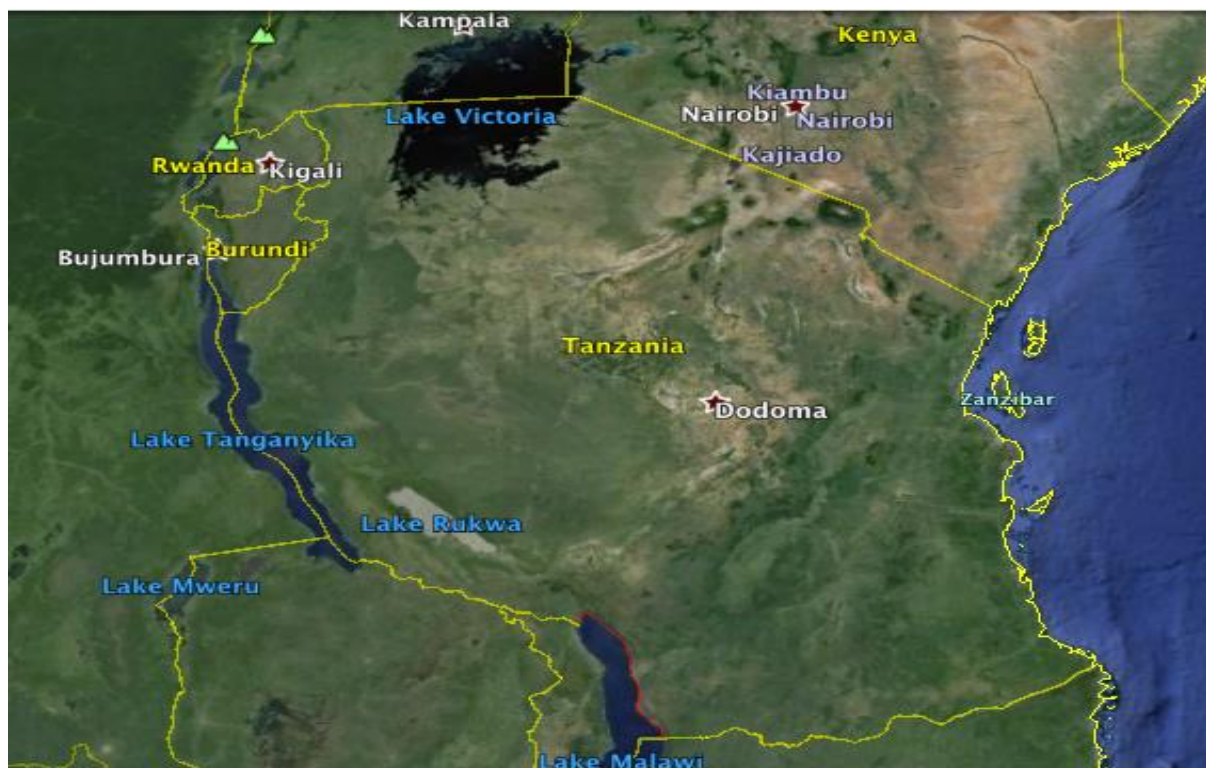 Kampala
Kenya
Kiambu
Lake Victoria
Nairobi
Nairobi
Kajiado
Rwanda
Kigali
Bujumbura
Burundi
Tanzania
Dodoma
Zanzibar
Lake Tanganyika
Lake Rukwa
Lake Mweru
Lake Malawi